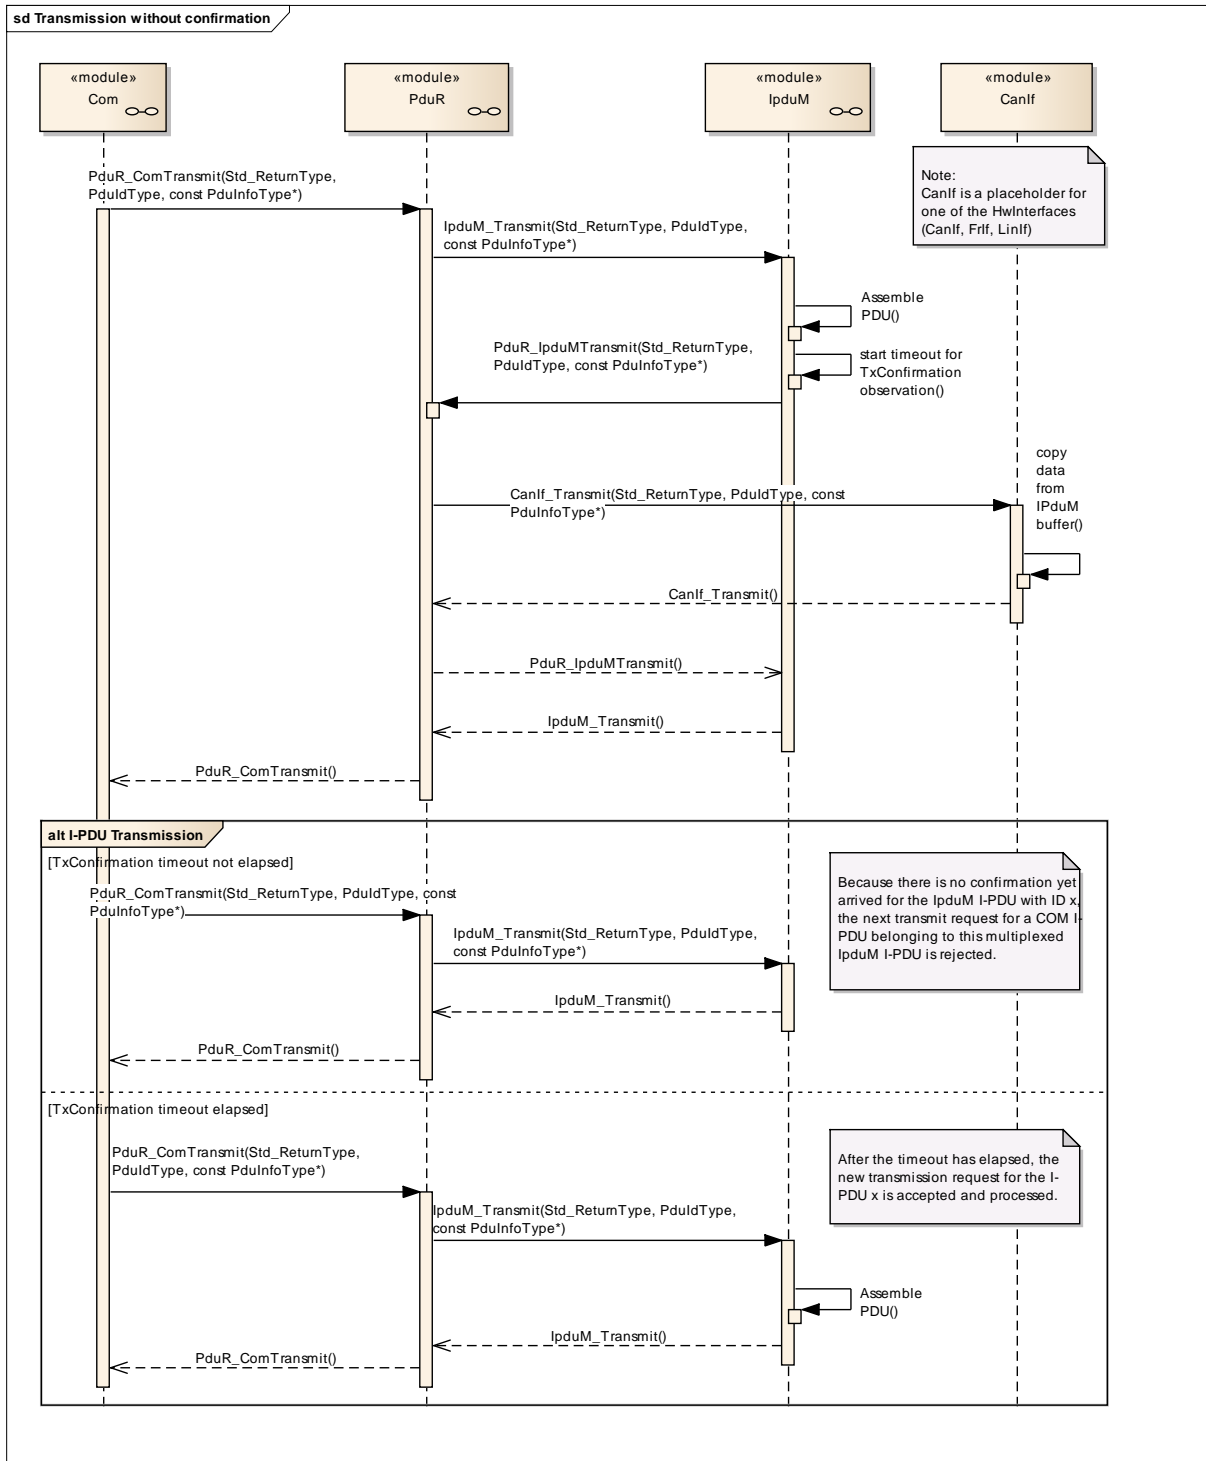 sd Transmission without confirmation
«module»
Com
«module»
PduR
«module»
IpduM
«module»
CanIf
Note:
CanIf is a placeholder for
one of the HwInterfaces
(CanIf, FrIf, LinIf)
PduR_ComTransmit(Std_ReturnType,
PduIdType, const PduInfoType*)
IpduM_Transmit(Std_ReturnType, PduIdType,
const PduInfoType*)
Assemble
PDU()
PduR_IpduMTransmit(Std_ReturnType,
PduIdType, const PduInfoType*)
start timeout for
TxConfirmation
observation()
copy
data
from
IPduM
buffer()
CanIf_Transmit(Std_ReturnType, PduIdType, const
PduInfoType*)
CanIf_Transmit()
PduR_IpduMTransmit()
IpduM_Transmit()
PduR_ComTransmit()
alt I-PDU Transmission
[TxConfirmation timeout not elapsed]
PduR_ComTransmit(Std_ReturnType, PduIdType, const
PduInfoType*)
Because there is no confirmation yet
arrived for the IpduM I-PDU with ID x,
the next transmit request for a COM I-
PDU belonging to this multiplexed
IpduM I-PDU is rejected.
IpduM_Transmit(Std_ReturnType, PduIdType,
const PduInfoType*)
IpduM_Transmit()
PduR_ComTransmit()
[TxConfirmation timeout elapsed]
PduR_ComTransmit(Std_ReturnType,
PduIdType, const PduInfoType*)
After the timeout has elapsed, the
new transmission request for the I-
PDU x is accepted and processed.
IpduM_Transmit(Std_ReturnType, PduIdType,
const PduInfoType*)
Assemble
PDU()
IpduM_Transmit()
PduR_ComTransmit()